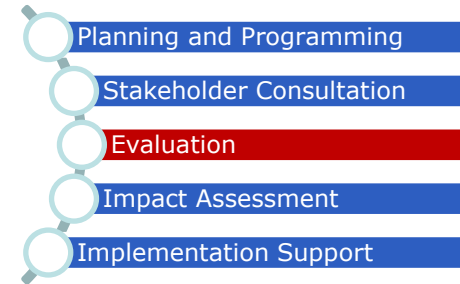 Planning and Programming
Stakeholder Consultation
Evaluation
Impact Assessment
Implementation Support